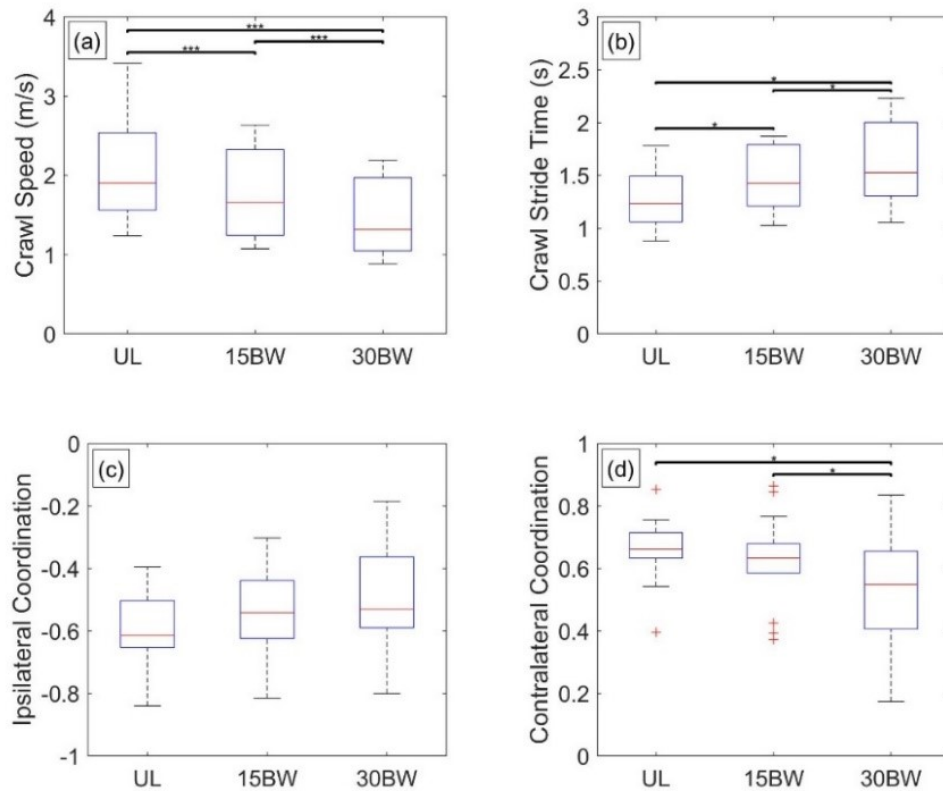 (a)
Crawl Speed (m/s)
4
3
2
1
0
***
***
***
UL 15BW 30BW
(b)
Crawl Stride Time (s)
3
2.5
2
1.5
1
0.5
0
*
*
*
UL 15BW 30BW
(c)
Ipsilateral Coordination
0
-0.2
-0.4
-0.6
-0.8
-1
UL 15BW 30BW
(d)
Contralateral Coordination
1
0.8
0.6
0.4
0.2
0
*
*
UL 15BW 30BW